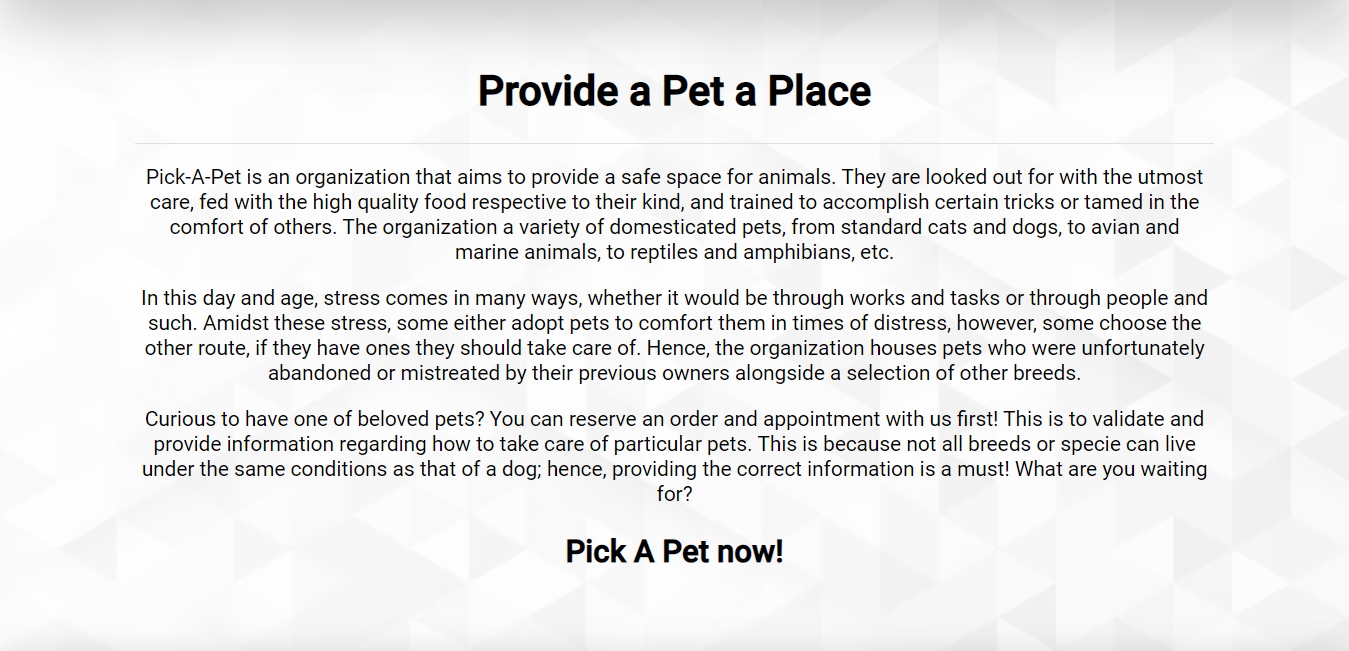 Provide a Pet a Place
Pick-A-Pet is an organization that aims to provide a safe space for animals. They are looked out for with the utmost
care, fed with the high quality food respective to their kind, and trained to accomplish certain tricks or tamed in the
comfort of others. The organization a variety of domesticated pets, from standard cats and dogs, to avian and
marine animals, to reptiles and amphibians, etc.
In this day and age, stress comes in many ways, whether it would be through works and tasks or through people and
such. Amidst these stress, some either adopt pets to comfort them in times of distress, however, some choose the
other route, if they have ones they should take care of. Hence, the organization houses pets who were unfortunately
abandoned or mistreated by their previous owners alongside a selection of other breeds.
Curious to have one of beloved pets? You can reserve an order and appointment with us first! This is to validate and
provide information regarding how to take care of particular pets. This is because not all breeds or specie can live
under the same conditions as that of a dog; hence, providing the correct information is a must! What are you waiting
for?
Pick A Pet now!